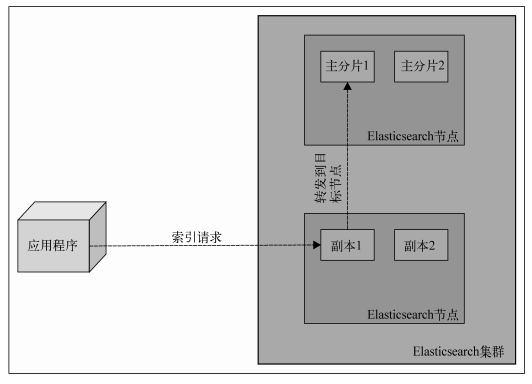 主分片1
主分片2
Elasticsearch节点
转发到目
标节点
应用程序
索引请求
副本1
副本2
Elasticsearch节点
Elasticsearch集群